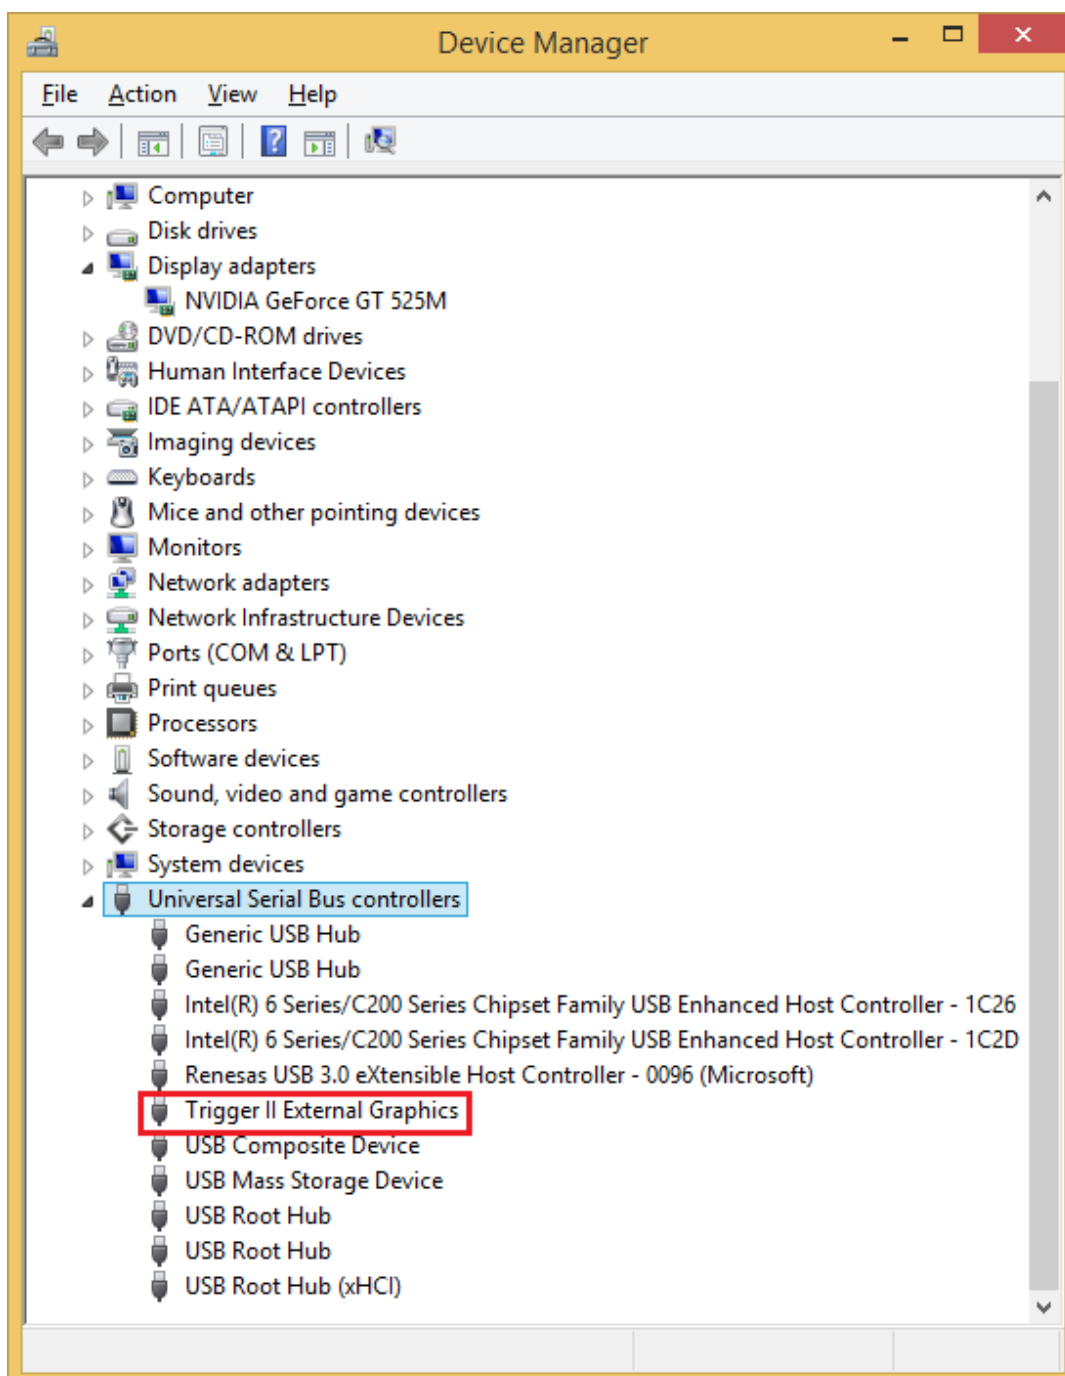 Device Manager
File Action View Help
Computer
Disk drives
Display adapters
NVIDIA GeForce GT 525M
DVD/CD-ROM drives
Human Interface Devices
IDE ATA/ATAPI controllers
Imaging devices
Keyboards
Mice and other pointing devices
Monitors
Network adapters
Network Infrastructure Devices
Ports (COM & LPT)
Print queues
Processors
Software devices
Sound, video and game controllers
Storage controllers
System devices
Universal Serial Bus controllers
Generic USB Hub
Generic USB Hub
Intel(R) 6 Series/C200 Series Chipset Family USB Enhanced Host Controller - 1C26
Intel(R) 6 Series/C200 Series Chipset Family USB Enhanced Host Controller - 1C2D
Renesas USB 3.0 eXtensible Host Controller - 0096 (Microsoft)
Trigger II External Graphics
USB Composite Device
USB Mass Storage Device
USB Root Hub
USB Root Hub
USB Root Hub (xHCI)